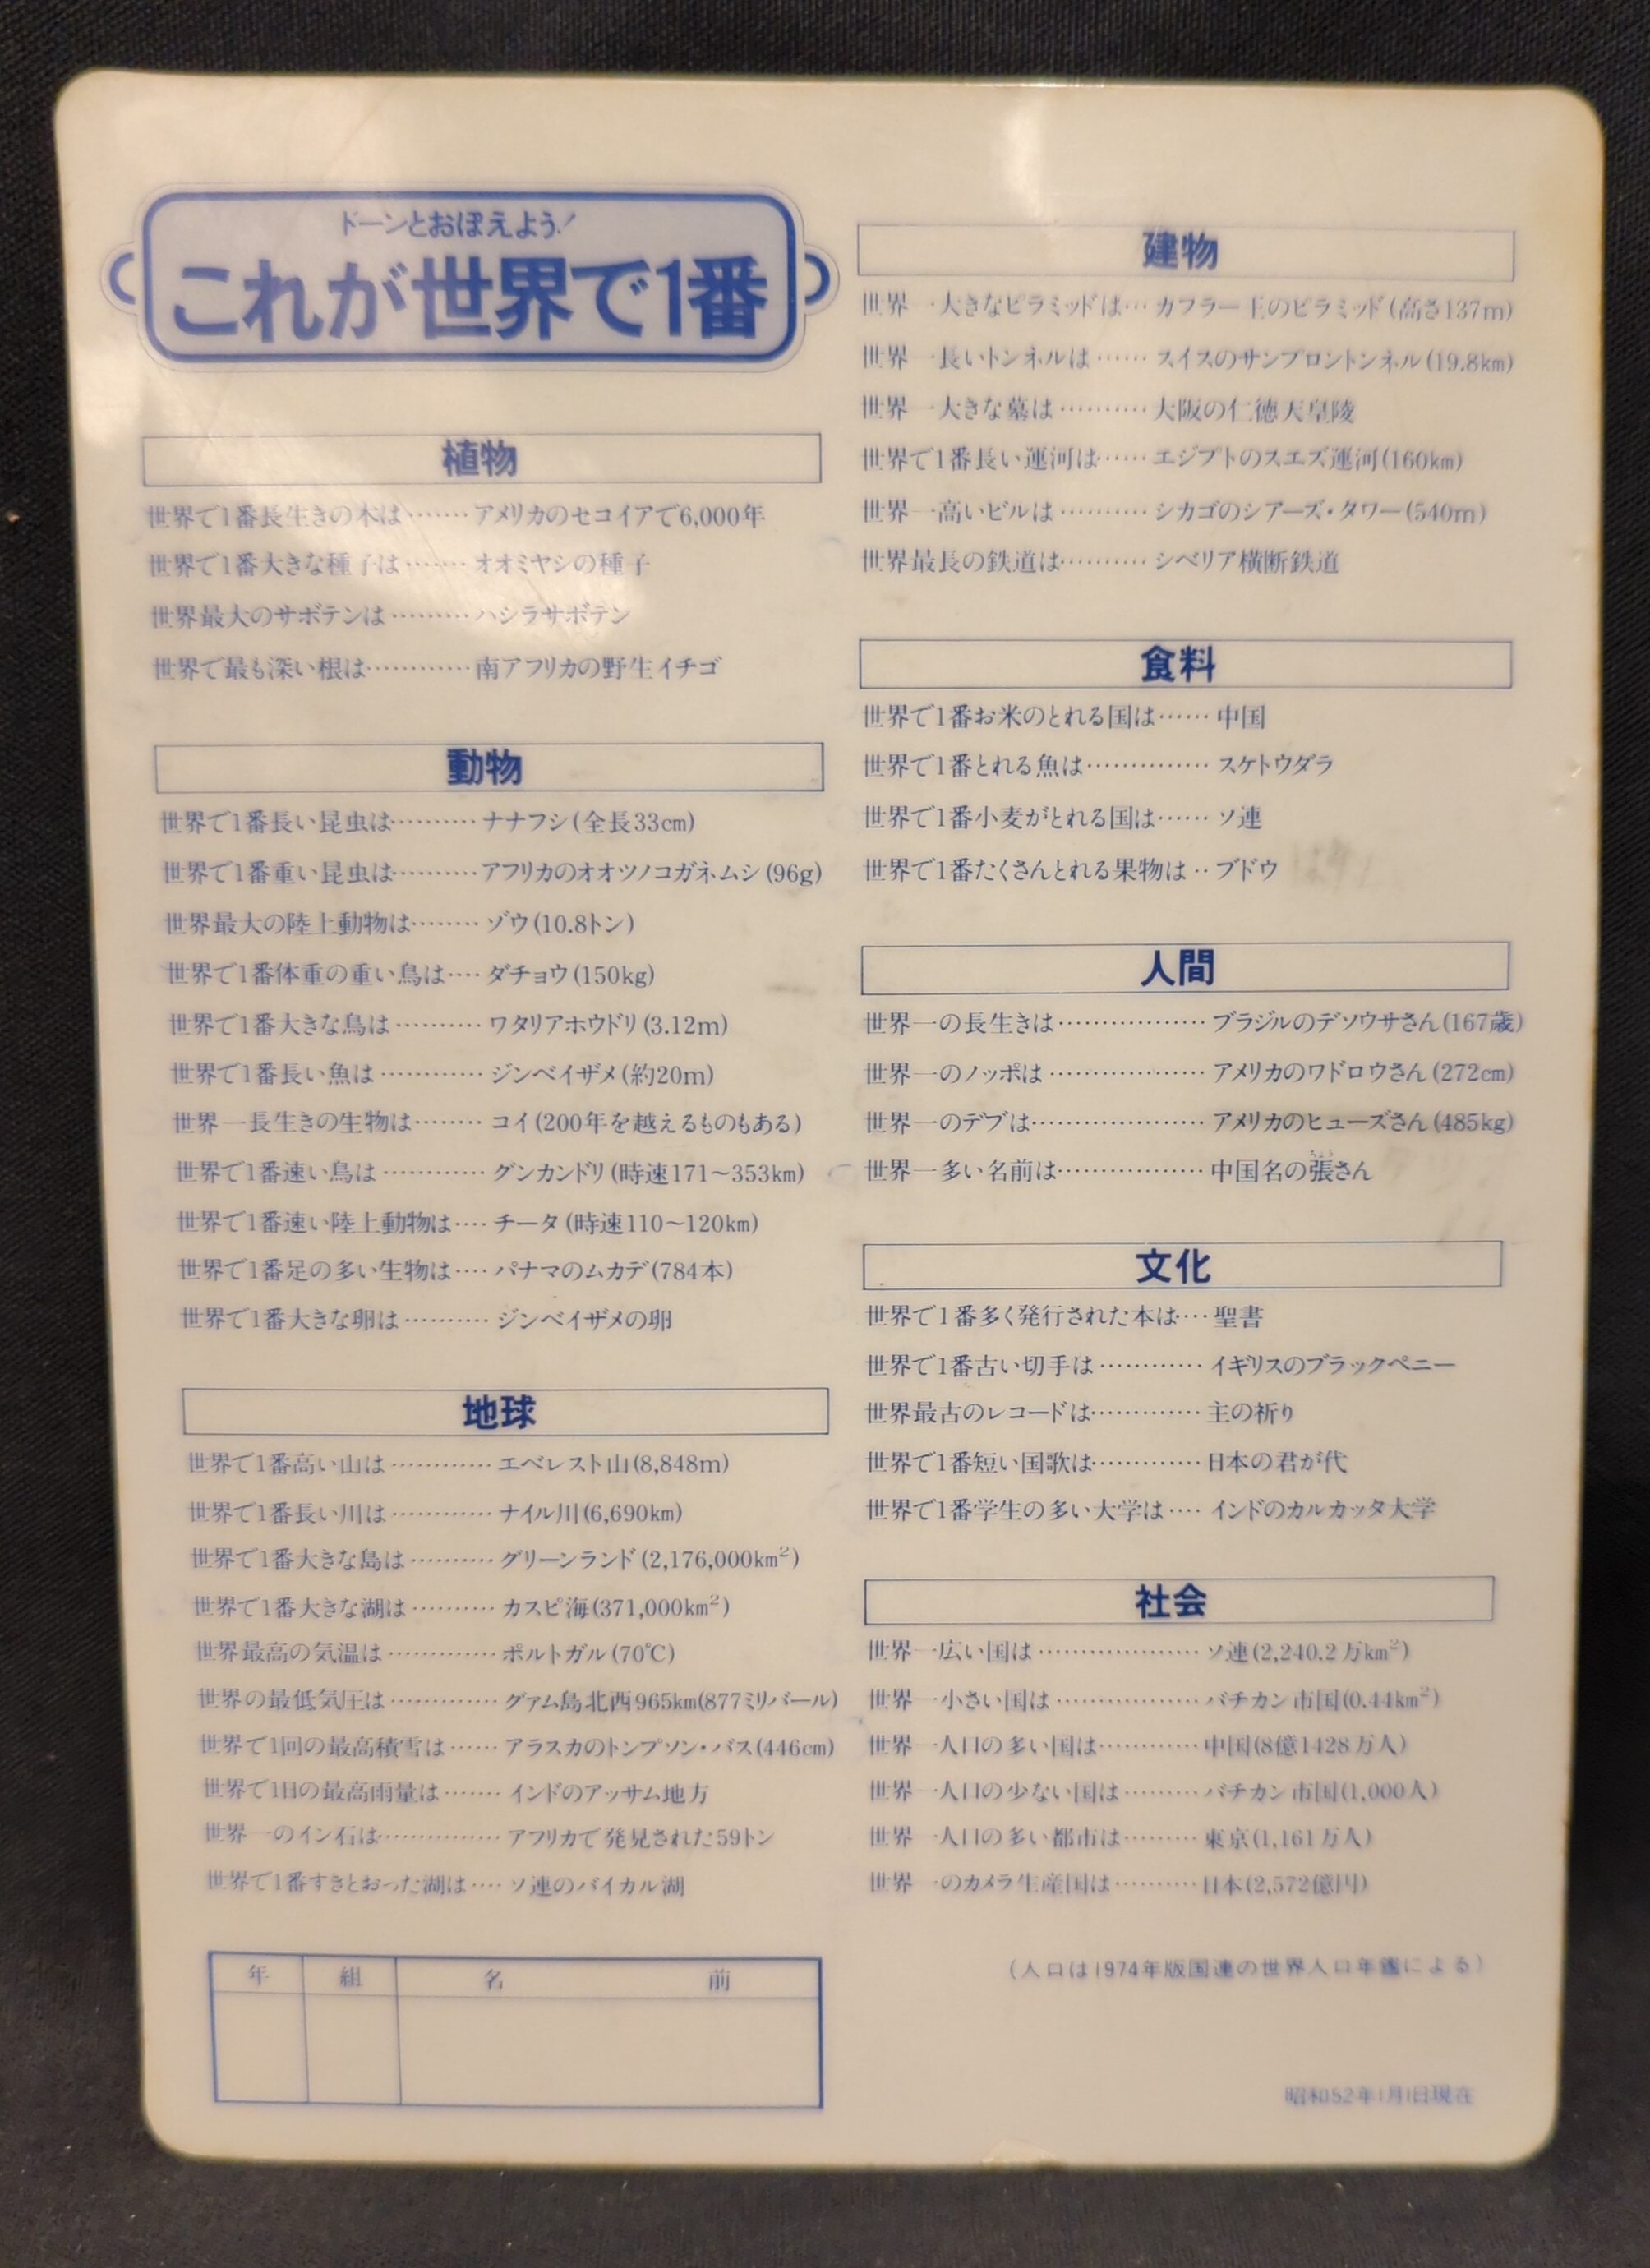 ドーンとおぼえよう!
これが世界で1番
植物
世界で1番長生きの木は……アメリカのセコイアで6,000年
世界で1番大きな種子は……オオミヤシの種子
世界最大のサボテンは………ハシラサボテン
世界で最も深い根は…………南アフリカの野生イチゴ
動物
世界で1番長い昆虫は………ナナフシ(全長33cm)
世界で1番重い昆虫は………アフリカのオオツノコガネムシ(96g)
世界最大の陸上動物は……ゾウ(10.8トン)
世界で1番体重の重い鳥は…ダチョウ(150kg)
世界で1番大きな鳥は………ワタリアホウドリ(3.12m)
世界で1番長い魚は…………ジンベイザメ(約20m)
世界一長生きの生物は……コイ(200年を越えるものもある)
世界で1番速い鳥は…………グンカンドリ(時速171〜353km)
世界で1番速い陸上動物は…チータ(時速110〜120km)
世界で1番足の多い生物は…パナマのムカデ(784本)
世界で1番大きな卵は………ジンベイザメの卵
地球
世界で1番高い山は…………エベレスト山(8,848m)
世界で1番長い川は…………ナイル川(6,690km)
世界で1番大きな島は………グリーンランド(2,176,000km²)
世界で1番大きな湖は………カスピ海(371,000km²)
世界最高の気温は…………ポルトガル(70℃)
世界の最低気圧は…………グァム島北西965km(877ミリバール)
世界で1回の最高積雪は……アラスカのトンプソン・パス(446cm)
世界で1日の最高雨量は……インドのアッサム地方
世界一のイン石は……………アフリカで発見された59トン
世界で1番すきとおった湖は…ソ連のバイカル湖
年 組 名 前
建物
世界一大きなピラミッドは…カフラー王のピラミッド(高さ137m)
世界一長いトンネルは……スイスのサンプロントンネル(19.8km)
世界一大きな墓は………大阪の仁徳天皇陵
世界で1番長い運河は……エジプトのスエズ運河(160km)
世界一高いビルは………シカゴのシアーズ・タワー(540m)
世界最長の鉄道は………シベリア横断鉄道
食料
世界で1番お米のとれる国は……中国
世界で1番とれる魚は……………スケトウダラ
世界で1番小麦がとれる国は……ソ連
世界で1番たくさんとれる果物は‥ブドウ
人間
世界一の長生きは………………ブラジルのデソウサさん(167歳)
世界一のノッポは………………アメリカのワドロウさん(272cm)
世界一のデブは…………………アメリカのヒューズさん(485kg)
世界一多い名前は………………中国名の張さん
文化
世界で1番多く発行された本は…聖書
世界で1番古い切手は…………イギリスのブラックペニー
世界最古のレコードは…………主の祈り
世界で1番短い国歌は…………日本の君が代
世界で1番学生の多い大学は…インドのカルカッタ大学
社会
世界一広い国は………………ソ連(2,240.2万km²)
世界一小さい国は……………バチカン市国(0.44km²)
世界一人口の多い国は………中国(8億1428万人)
世界一人口の少ない国は……バチカン市国(1,000人)
世界一人口の多い都市は……東京(1,161万人)
世界一のカメラ生産国は……日本(2,572億円)
(人口は1974年版国連の世界人口年鑑による)
昭和52年1月1日現在